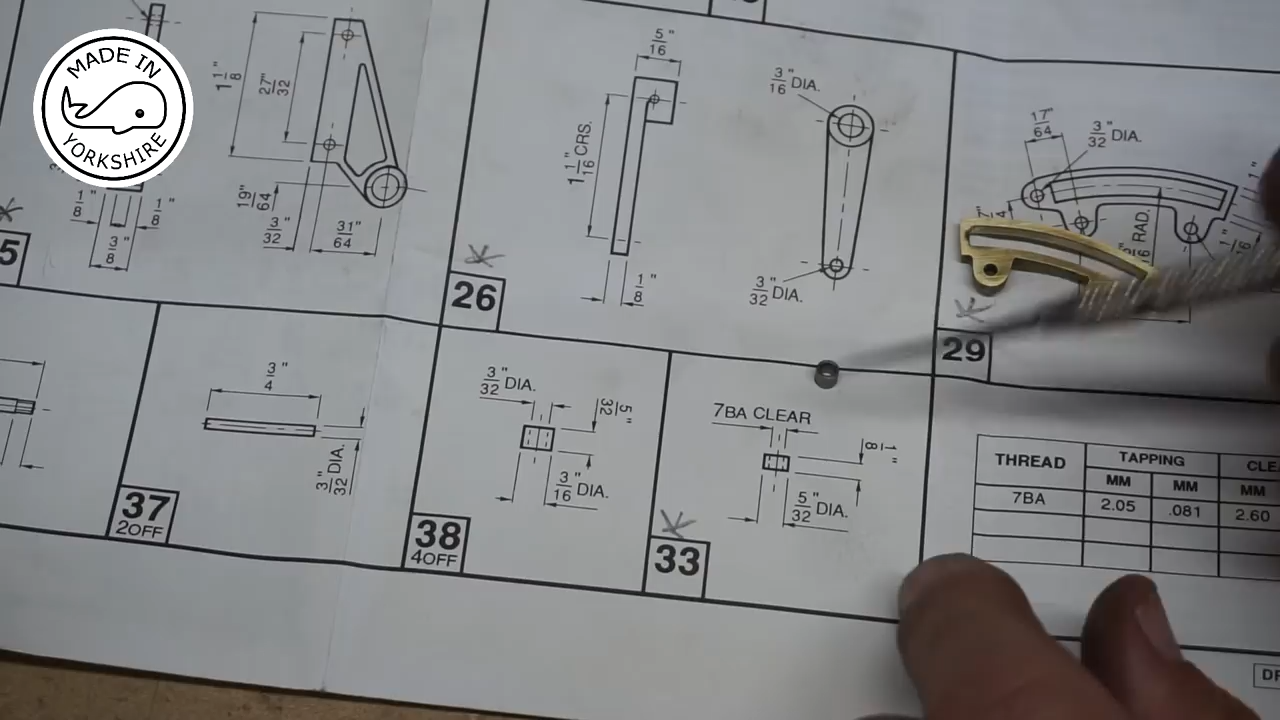 MADE IN
YORKSHIRE
1 1/8"
27"/32
19"/64
3/32"
31"/64
1/8"
1/8"
3"/8
5
5"/16
1 1"/16 CRS.
1"/8
3"/16 DIA.
3"/32 DIA.
26
17"/64
3"/32 DIA.
16 RAD.
1"/16
29
3"/4
3"/32 DIA.
37
2OFF
3"/32 DIA.
5"/32
3"/16 DIA.
38
4OFF
7BA CLEAR
1"/8
5"/32 DIA.
33
THREAD
TAPPING
CLE
MM
MM
MM
7BA
2.05
.081
2.60